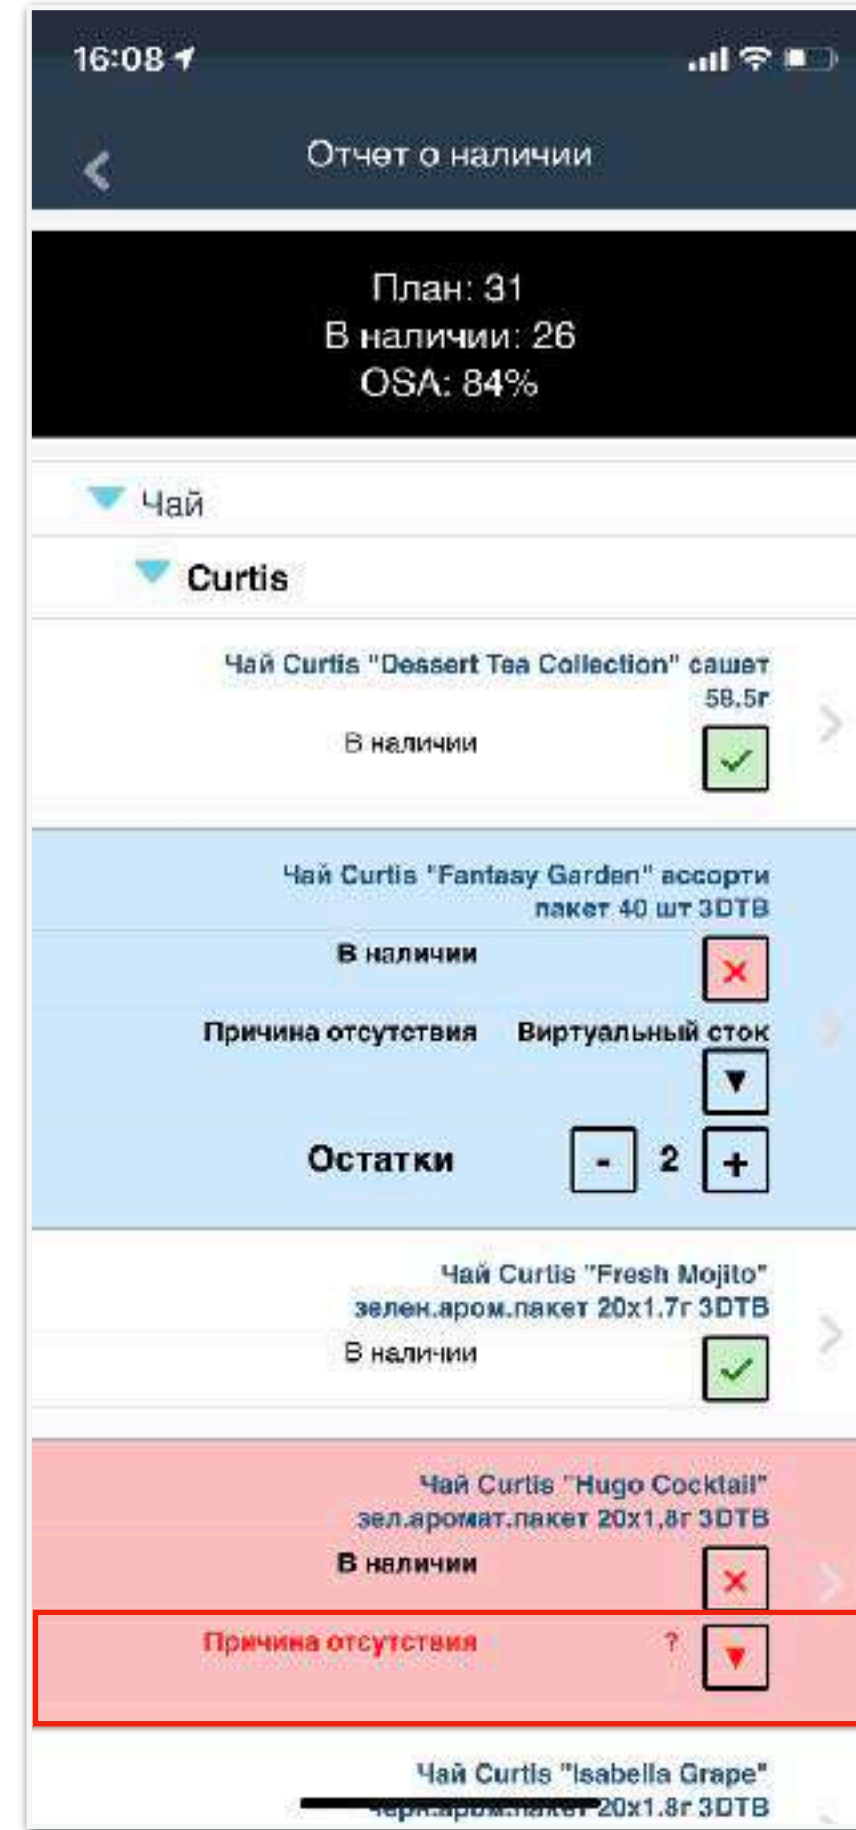 16:08
Отчет о наличии
План: 31
В наличии: 26
OSA: 84%
Чай
Curtis
Чай Curtis "Dessert Tea Collection" сашет
58.5г
В наличии
Чай Curtis "Fantasy Garden" ассорти
пакет 40 шт 3DTB
В наличии
Причина отсутствия Виртуальный сток
Остатки - 2 +
Чай Curtis "Fresh Mojito"
зелен.аром.пакет 20x1.7г 3DTB
В наличии
Чай Curtis "Hugo Cocktail"
зел.аромат.пакет 20x1,8г 3DTB
В наличии
Причина отсутствия ?
Чай Curtis "Isabella Grape"
20x1.8г 3DTB